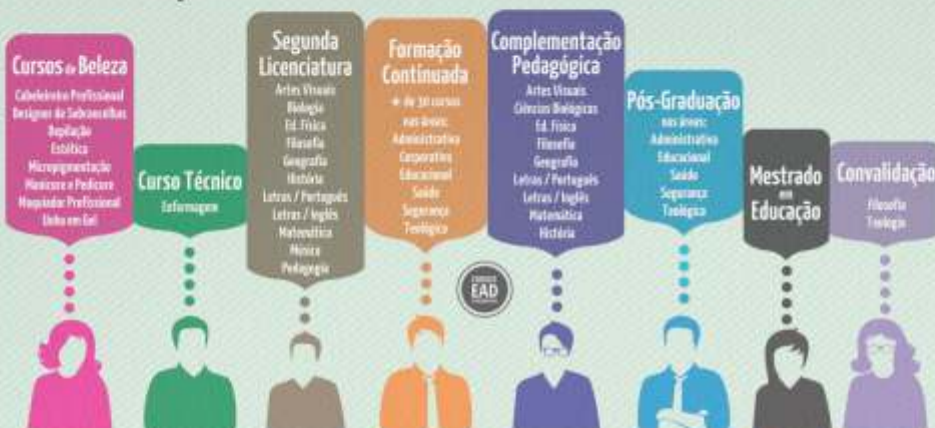 Cursos de Beleza
Cabeleireiro Profissional
Designer de Sobrancelhas
Depilação
Estética
Micropigmentação
Manicure e Pedicure
Maquiador Profissional
Unha em Gel
Curso Técnico
Enfermagem
Segunda
Licenciatura
Artes Visuais
Biologia
Ed. Física
Filosofia
Geografia
História
Letras / Português
Letras / Inglês
Matemática
Música
Pedagogia
Formação
Continuada
+ de 30 cursos
nas áreas:
Administrativa
Corporativa
Educacional
Saúde
Segurança
Teológica
Complementação
Pedagógica
Artes Visuais
Ciências Biológicas
Ed. Física
Filosofia
Geografia
Letras / Português
Letras / Inglês
Matemática
História
Pós-Graduação
nas áreas:
Administrativa
Educacional
Saúde
Segurança
Teológica
Mestrado
em
Educação
Convalidação
Filosofia
Teologia
EAD